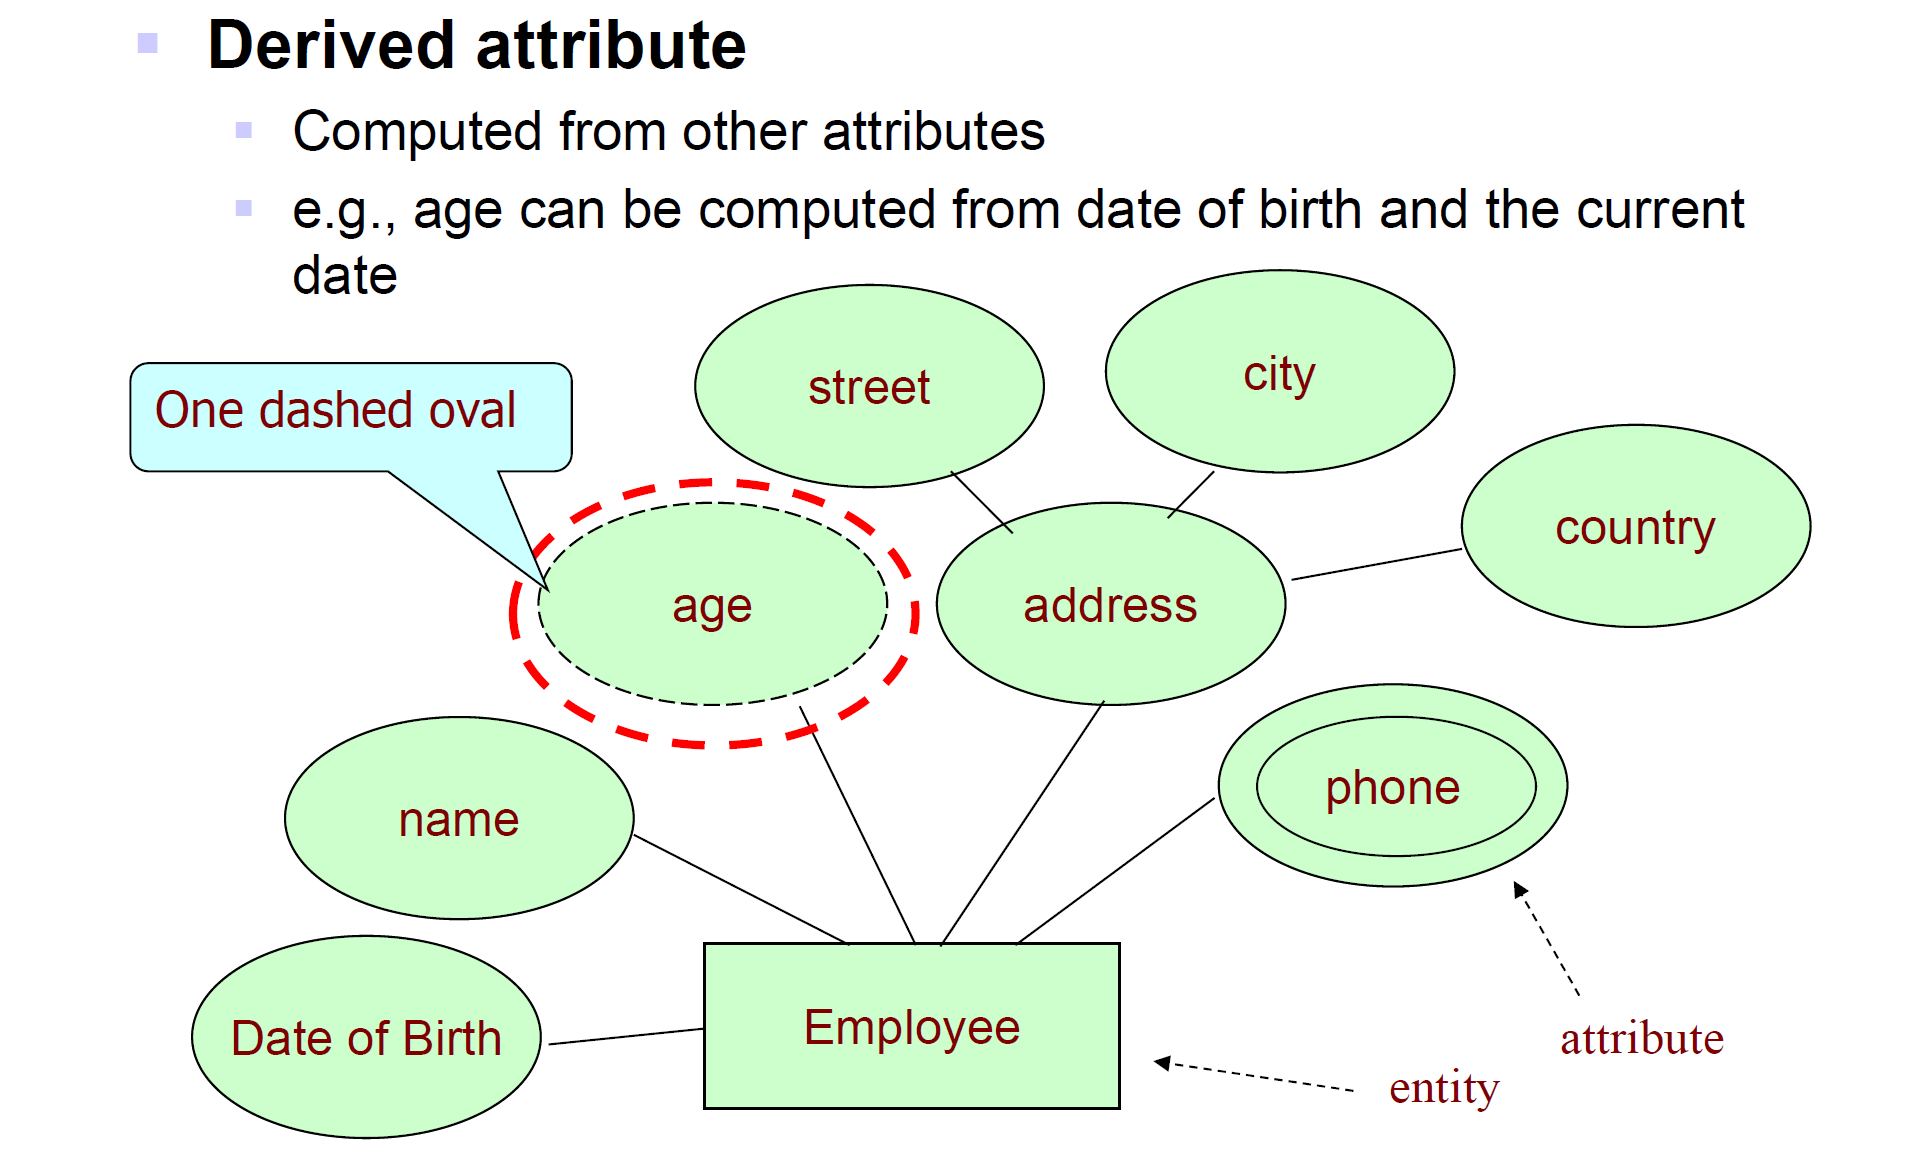 Derived attribute
Computed from other attributes
e.g., age can be computed from date of birth and the current
date
One dashed oval
street
city
country
age
address
name
phone
Date of Birth
Employee
attribute
entity